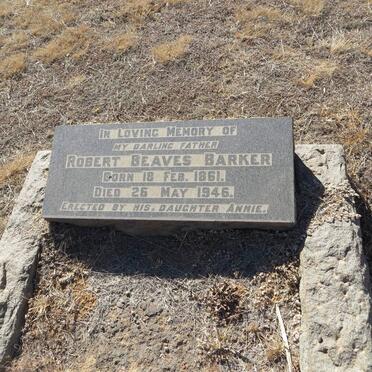 In Loving Memory of
my darling father
Robert Beaves Barker
Born 18 Feb. 1861.
Died 26 May 1946.
Erected by his daughter Annie.